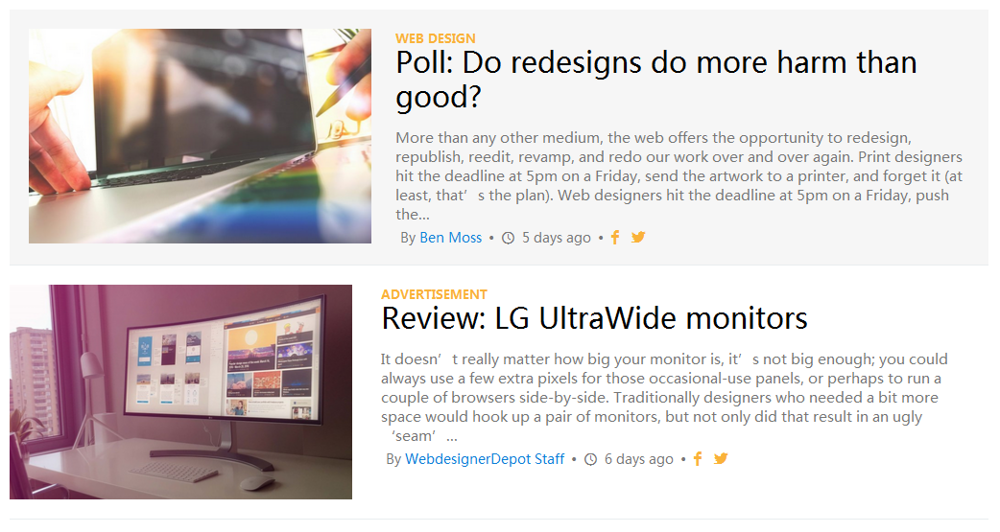 WEB DESIGN
Poll: Do redesigns do more harm than
good?
More than any other medium, the web offers the opportunity to redesign,
republish, reedit, revamp, and redo our work over and over again. Print designers
hit the deadline at 5pm on a Friday, send the artwork to a printer, and forget it (at
least, that’s the plan). Web designers hit the deadline at 5pm on a Friday, push
the...
By Ben Moss • 5 days ago •
ADVERTISEMENT
Review: LG UltraWide monitors
It doesn’t really matter how big your monitor is, it’s not big enough; you could
always use a few extra pixels for those occasional-use panels, or perhaps to run a
couple of browsers side-by-side. Traditionally designers who needed a bit more
space would hook up a pair of monitors, but not only did that result in an ugly
‘seam’...
By WebdesignerDepot Staff • 6 days ago •